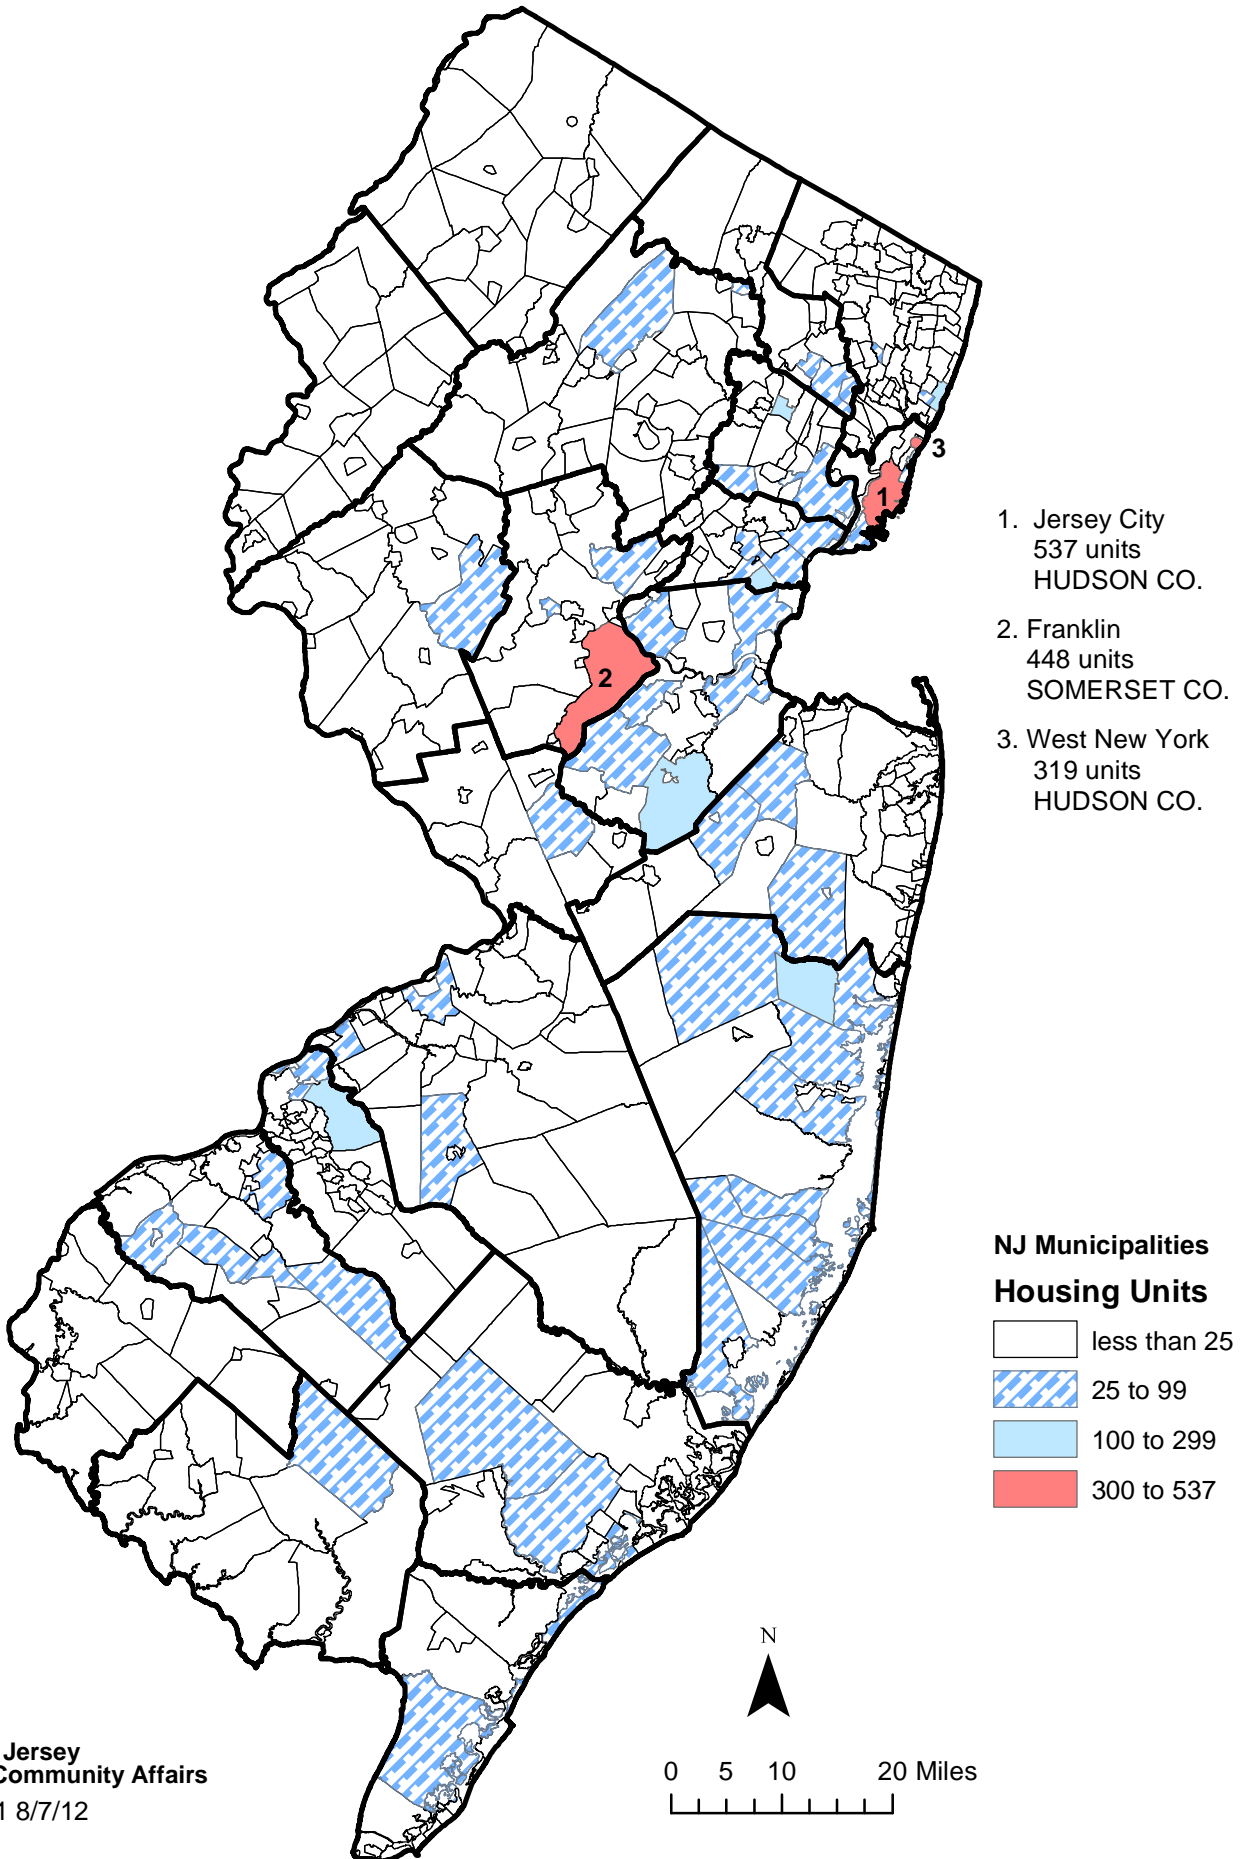 3
1
2
1. Jersey City
537 units
HUDSON CO.
2. Franklin
448 units
SOMERSET CO.
3. West New York
319 units
HUDSON CO.
NJ Municipalities
Housing Units
less than 25
25 to 99
100 to 299
300 to 537
N
0 5 10 20 Miles
Jersey
Community Affairs
1 8/7/12